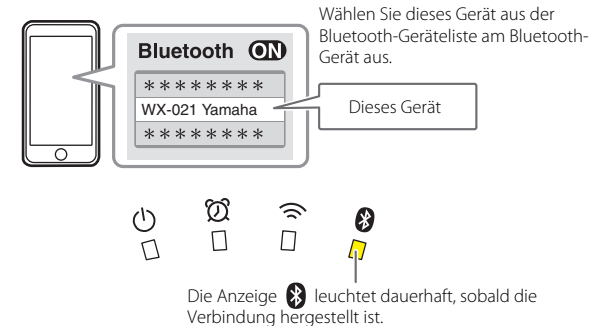 Wählen Sie dieses Gerät aus der
Bluetooth-Geräteliste am Bluetooth-
Gerät aus.
Bluetooth ON
********
WX-021 Yamaha
********
Dieses Gerät
Die Anzeige leuchtet dauerhaft, sobald die
Verbindung hergestellt ist.